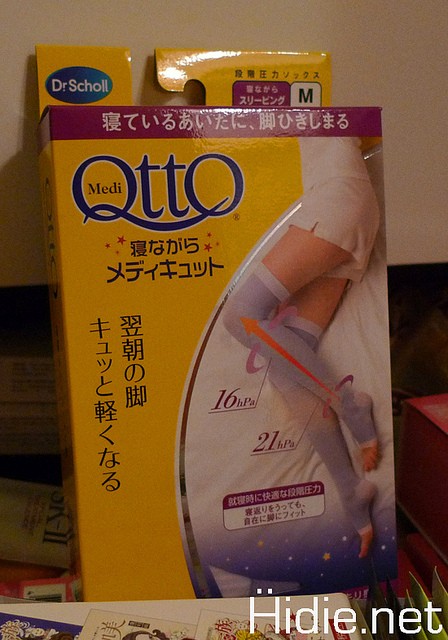 Dr Scholl
段階圧力ソックス
寝ながら
スリーピング
M
寝ているあいだに、脚ひきしまる
Medi
QttO
®
寝ながら
メディキュット
翌朝の脚
キュッと軽くなる
16hPa
21hPa
就寝時に快適な段階圧力
寝返りをうっても、
自在に脚にフィット
SK-II
Hidie.net